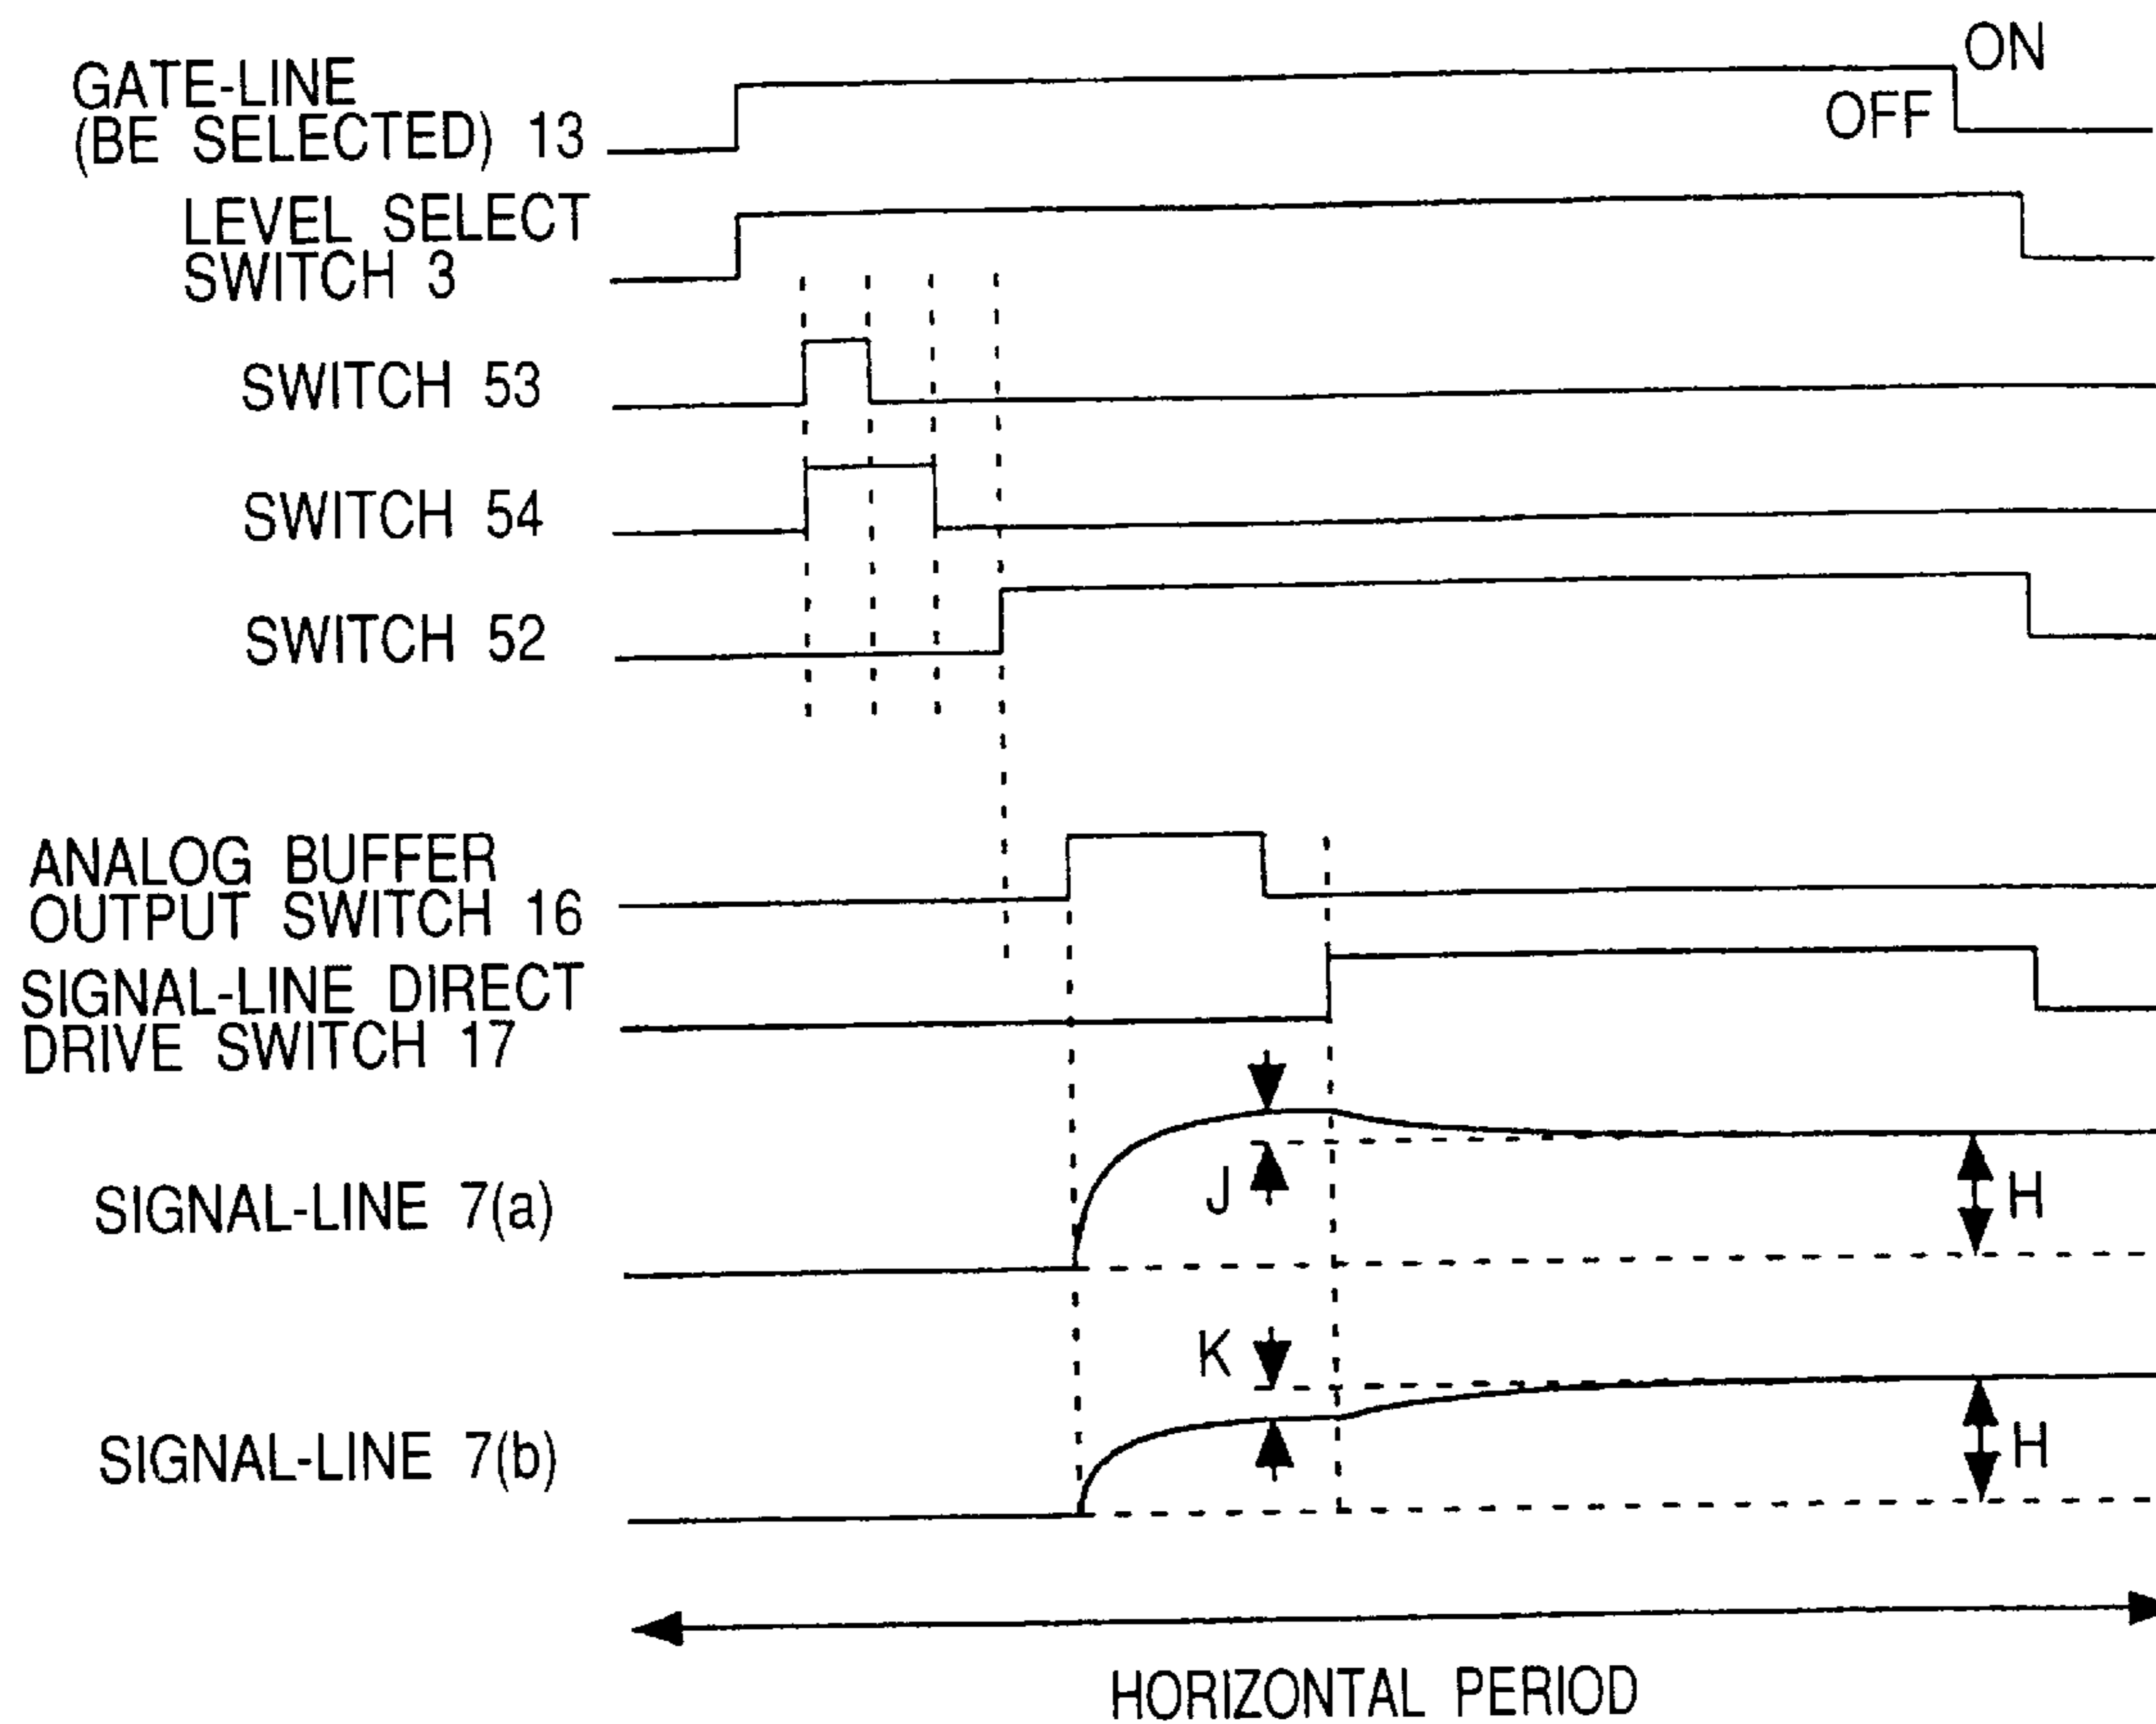 ON
GATE-LINE
(BE SELECTED) 13
OFF
LEVEL SELECT
SWITCH 3
SWITCH 53
SWITCH 54
SWITCH 52
ANALOG BUFFER
OUTPUT SWITCH 16
SIGNAL-LINE DIRECT
DRIVE SWITCH 17
J
SIGNAL-LINE 7(a)
H
K
SIGNAL-LINE 7(b)
H
HORIZONTAL PERIOD